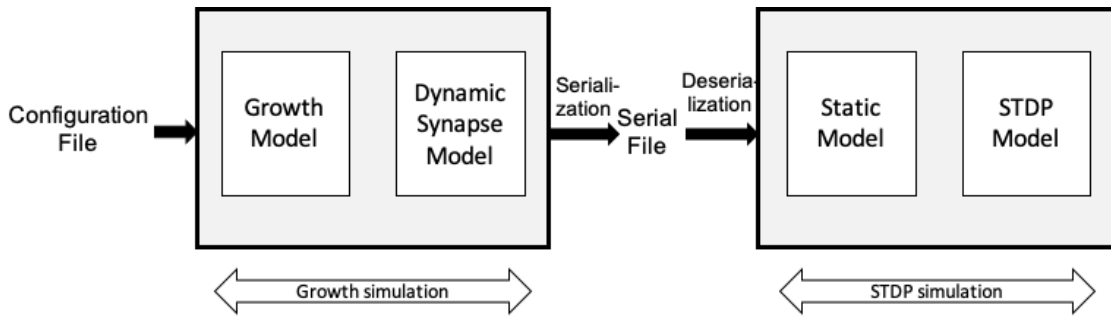 Configuration
File
Growth
Model
Dynamic
Synapse
Model
Seriali-
zation
Serial
File
Deseria-
lization
Static
Model
STDP
Model
Growth simulation
STDP simulation